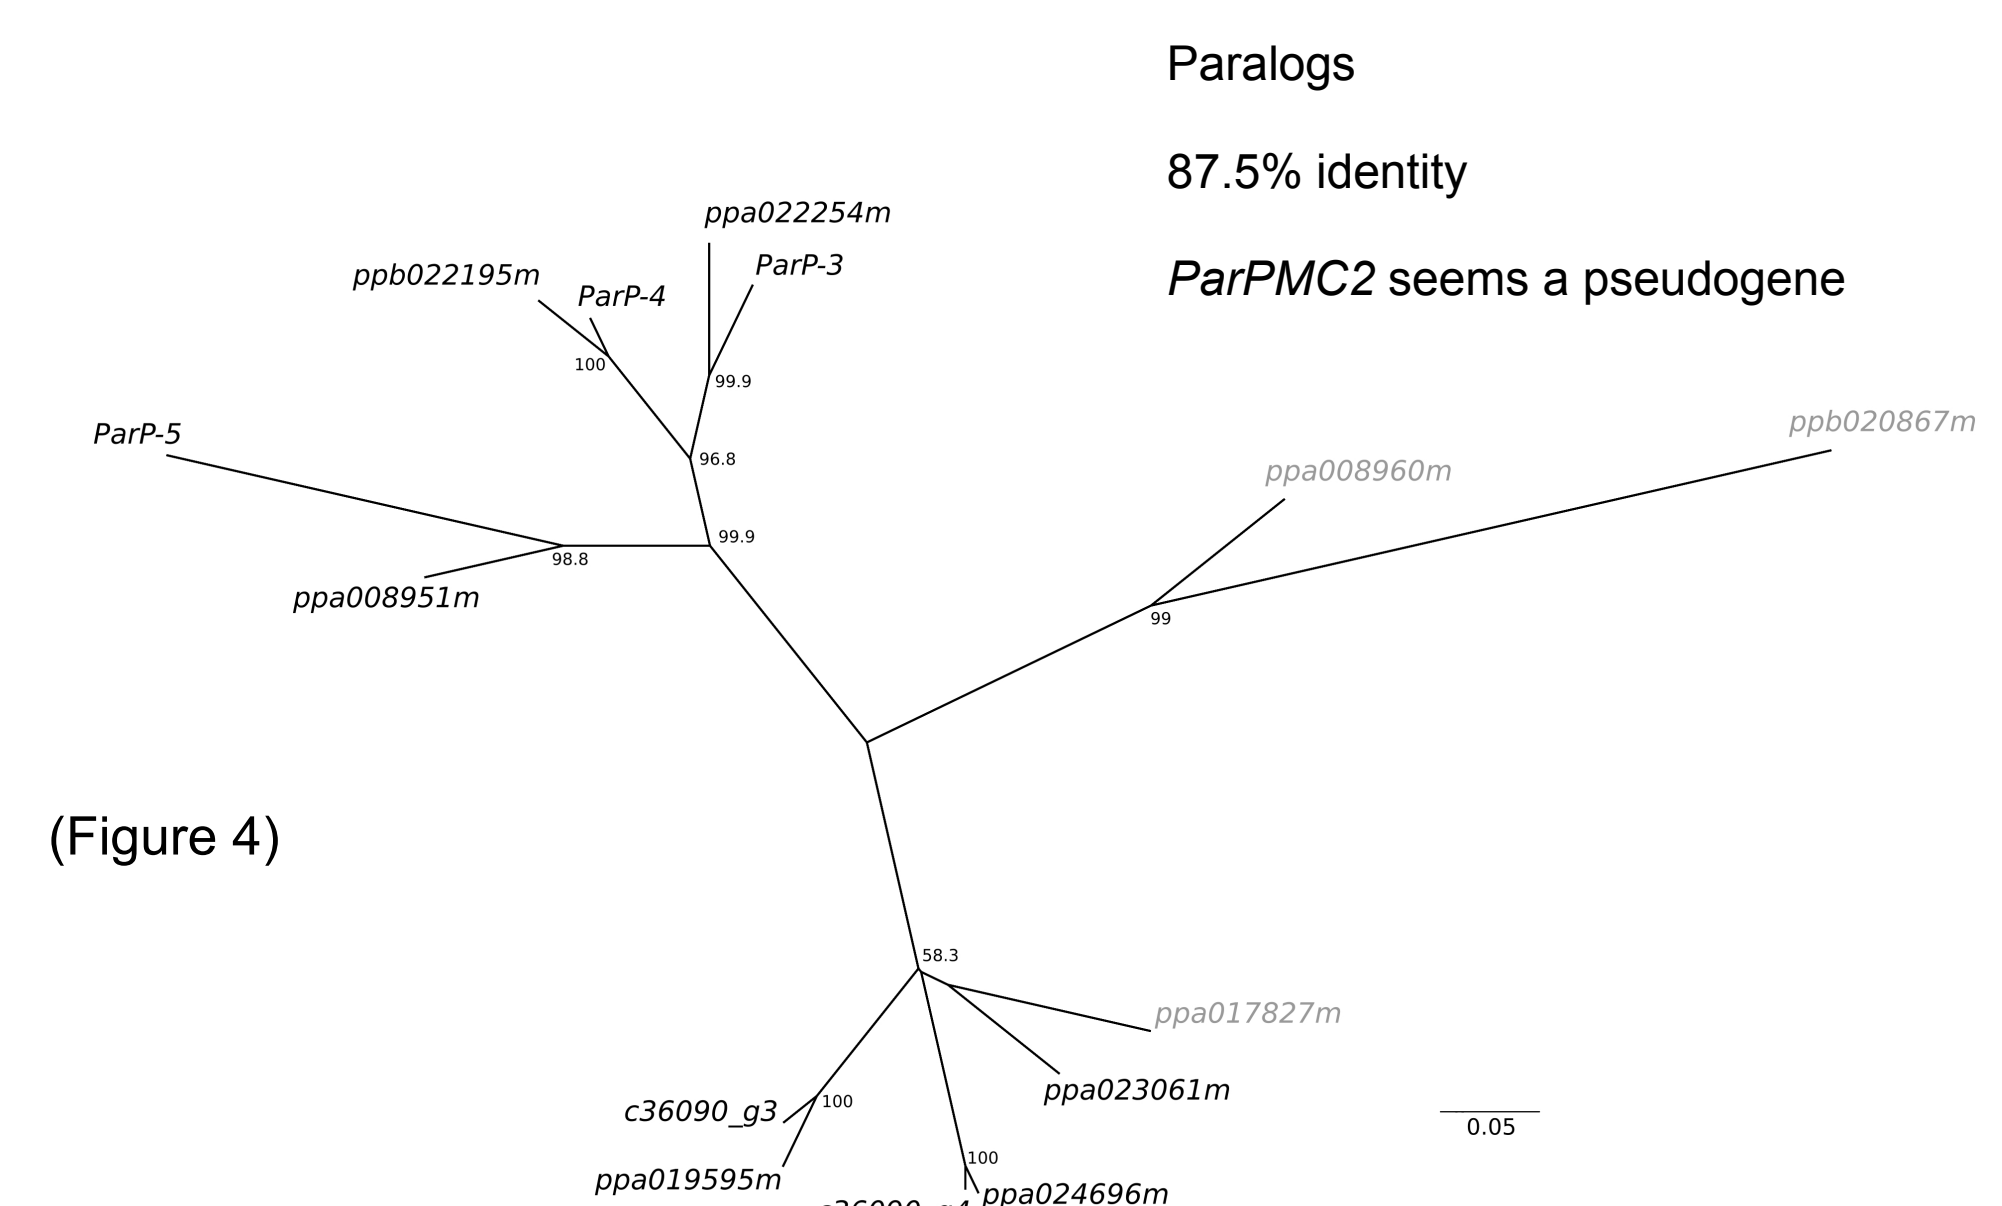 Paralogs
87.5% identity
ParPMC2 seems a pseudogene
ppa022254m
ParP-3
ppb022195m
ParP-4
100
99.9
ppb020867m
ParP-5
96.8
ppa008960m
99.9
98.8
ppa008951m
99
(Figure 4)
58.3
ppa017827m
ppa023061m
c36090_g3
100
0.05
100
ppa019595m
ppa024696m